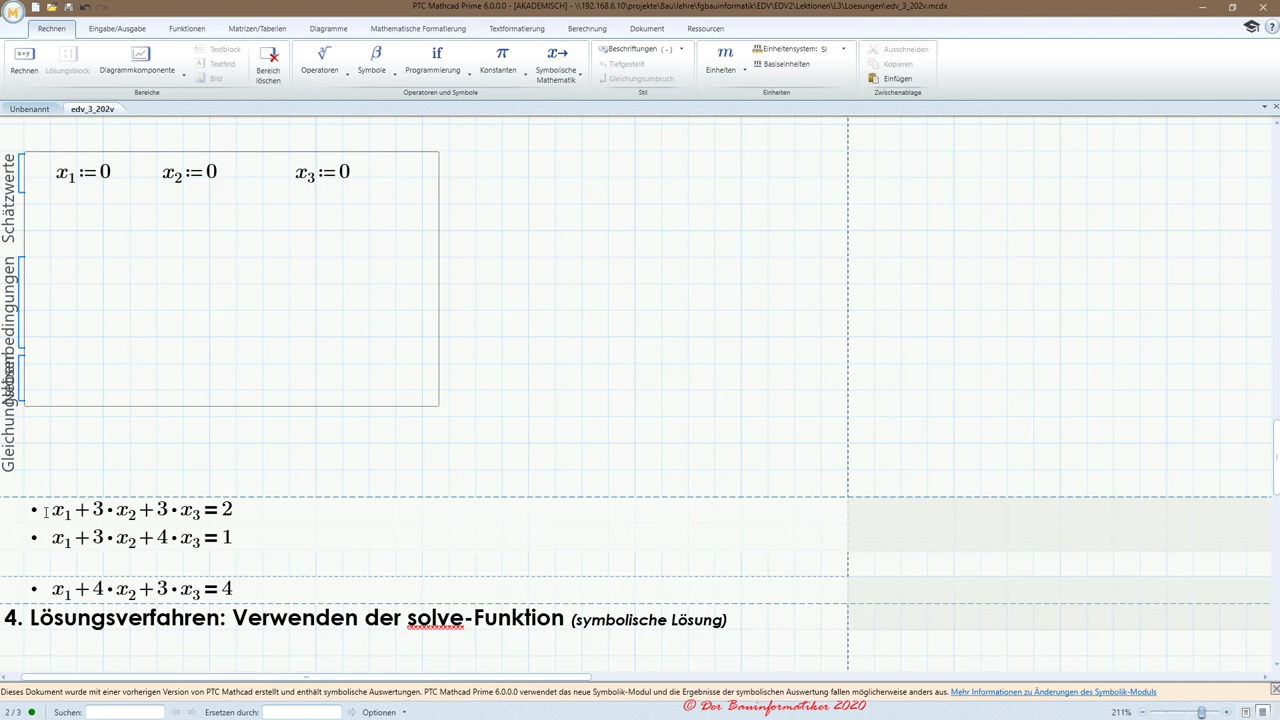 PTC Mathcad Prime 6.0.0.0 - [AKADEMISCH] - \\192.168.6.10\projekte\Bau\lehre\fgbauinformatik\EDV\EDV2\Lektionen\L3\Loesungen\edv_3_202v.mcdx
Rechnen Eingabe/Ausgabe Funktionen Matrizen/Tabellen Diagramme Mathematische Formatierung Textformatierung Berechnung Dokument Ressourcen
Rechnen Lösungsblock Diagrammkomponente Textblock Textfeld Bild Bereich löschen
Operatoren Symbole Programmierung if Konstanten Symbolische Mathematik
Beschriftungen ( - ) Tiefgestellt Gleichungsumbruch
Einheiten Einheitensystem: SI Basiseinheiten
Ausschneiden Kopieren Einfügen
Bereiche Operatoren und Symbole Stil Einheiten Zwischenablage
Unbenannt edv_3_202v
Schätzwerte
x₁:=0 x₂:=0 x₃:=0
• x₁+3•x₂+3•x₃=2
• x₁+3•x₂+4•x₃=1
• x₁+4•x₂+3•x₃=4
4. Lösungsverfahren: Verwenden der solve-Funktion (symbolische Lösung)
Dieses Dokument wurde mit einer vorherigen Version von PTC Mathcad erstellt und enthält symbolische Auswertungen. PTC Mathcad Prime 6.0.0.0 verwendet das neue Symbolik-Modul und die Ergebnisse der symbolischen Auswertung fallen möglicherweise anders aus. Mehr Informationen zu Änderungen des Symbolik-Moduls
2 / 3 Suchen: Ersetzen durch: Optionen 211%
© Der Bauinformatiker 2020